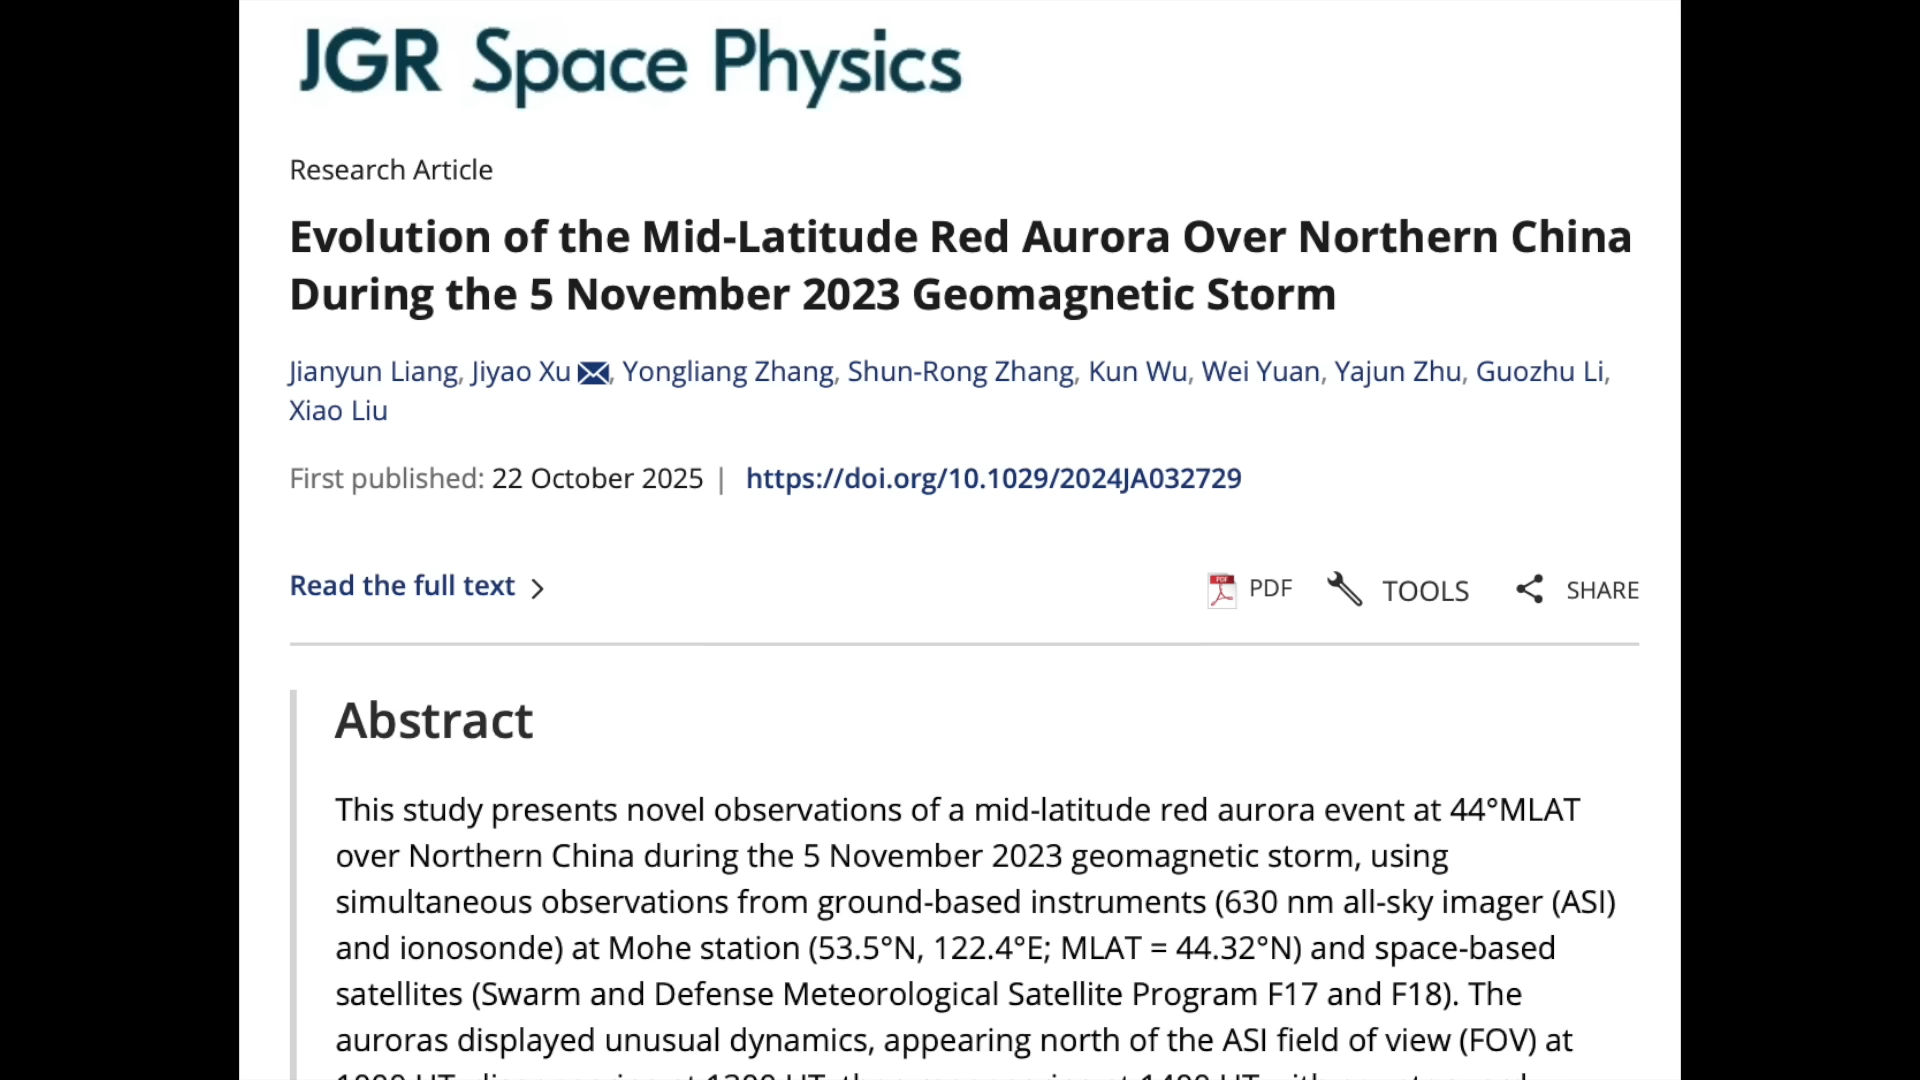 JGR Space Physics
Research Article
Evolution of the Mid-Latitude Red Aurora Over Northern China
During the 5 November 2023 Geomagnetic Storm
Jianyun Liang, Jiyao Xu, Yongliang Zhang, Shun-Rong Zhang, Kun Wu, Wei Yuan, Yajun Zhu, Guozhu Li,
Xiao Liu
First published: 22 October 2025 | https://doi.org/10.1029/2024JA032729
Read the full text
PDF TOOLS SHARE
Abstract
This study presents novel observations of a mid-latitude red aurora event at 44°MLAT
over Northern China during the 5 November 2023 geomagnetic storm, using
simultaneous observations from ground-based instruments (630 nm all-sky imager (ASI)
and ionosonde) at Mohe station (53.5°N, 122.4°E; MLAT = 44.32°N) and space-based
satellites (Swarm and Defense Meteorological Satellite Program F17 and F18). The
auroras displayed unusual dynamics, appearing north of the ASI field of view (FOV) at